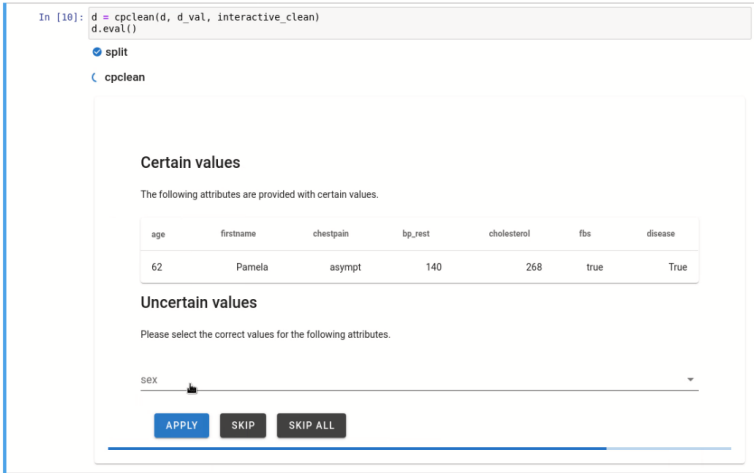 In [10]: d = cpclean(d, d_val, interactive_clean)
d.eval()
split
cpclean
Certain values
The following attributes are provided with certain values.
age firstname chestpain bp_rest cholesterol fbs disease
62 Pamela asympt 140 268 true True
Uncertain values
Please select the correct values for the following attributes.
sex
APPLY SKIP SKIP ALL